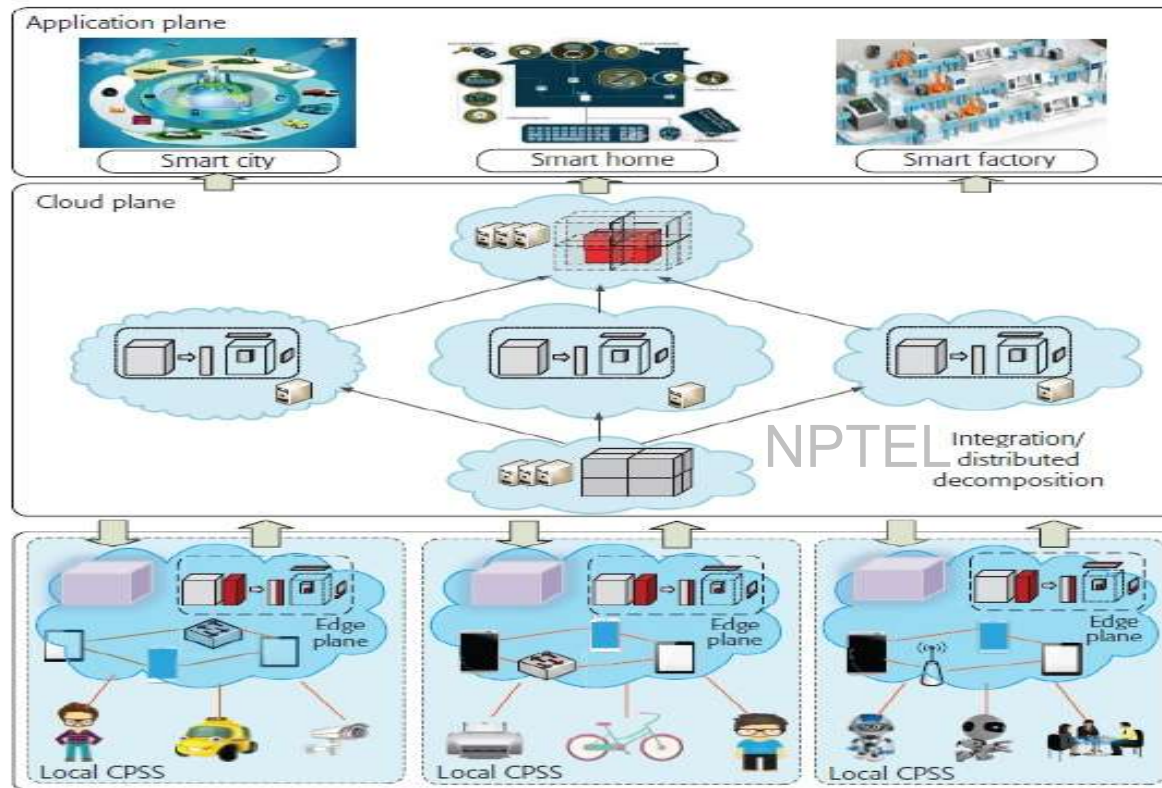 Application plane
Smart city
Smart home
Smart factory
Cloud plane
NPTEL
Integration/
distributed
decomposition
Edge
plane
Edge
plane
Edge
plane
Local CPSS
Local CPSS
Local CPSS